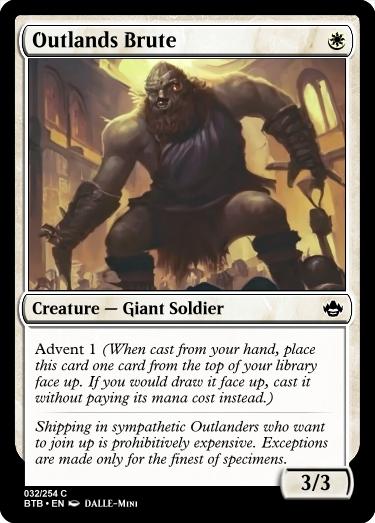 Outlands Brute
Creature — Giant Soldier
Advent 1 (When cast from your hand, place
this card one card from the top of your library
face up. If you would draw it face up, cast it
without paying its mana cost instead.)
Shipping in sympathetic Outlanders who want
to join up is prohibitively expensive. Exceptions
are made only for the finest of specimens.
3/3
032/254 C
BTB • EN DALLE-Mini